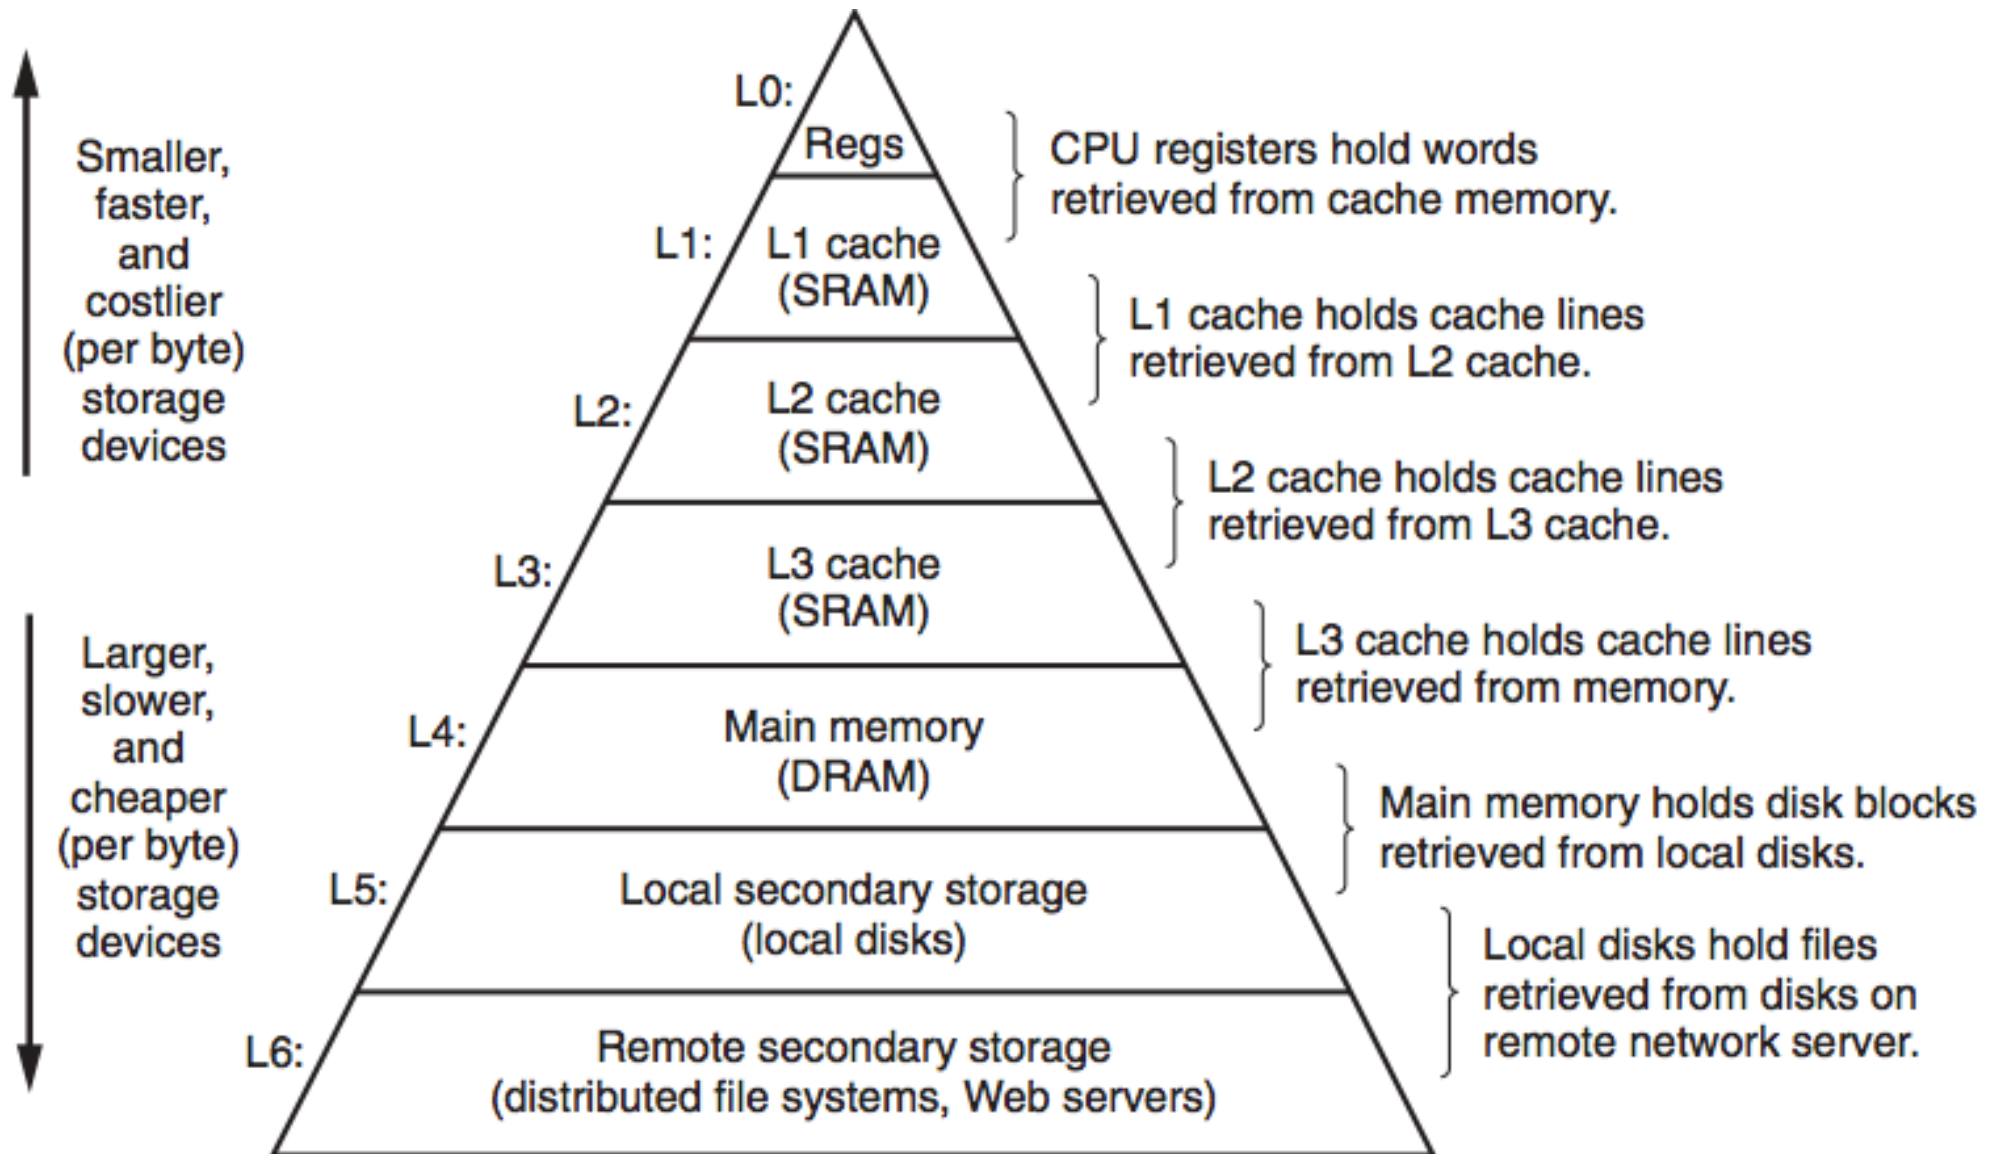 Smaller,
faster,
and
costlier
(per byte)
storage
devices
Larger,
slower,
and
cheaper
(per byte)
storage
devices
L0:
Regs
CPU registers hold words
retrieved from cache memory.
L1:
L1 cache
(SRAM)
L1 cache holds cache lines
retrieved from L2 cache.
L2:
L2 cache
(SRAM)
L2 cache holds cache lines
retrieved from L3 cache.
L3:
L3 cache
(SRAM)
L3 cache holds cache lines
retrieved from memory.
L4:
Main memory
(DRAM)
Main memory holds disk blocks
retrieved from local disks.
L5:
Local secondary storage
(local disks)
Local disks hold files
retrieved from disks on
remote network server.
L6:
Remote secondary storage
(distributed file systems, Web servers)